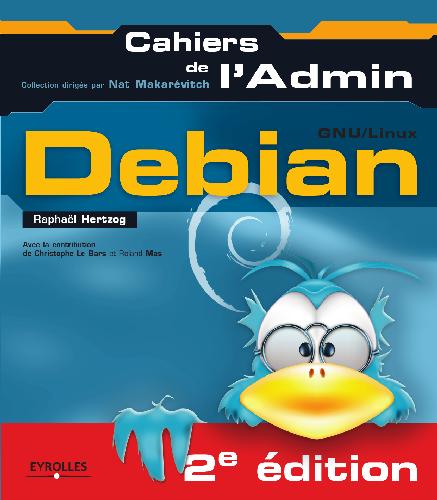 Cahiers
de
l'Admin
Collection dirigée par Nat Makarévitch
GNU/Linux
Debian
Raphaël Hertzog
Avec la contribution
de Christophe Le Bars et Roland Mas
EYROLLES
2e édition